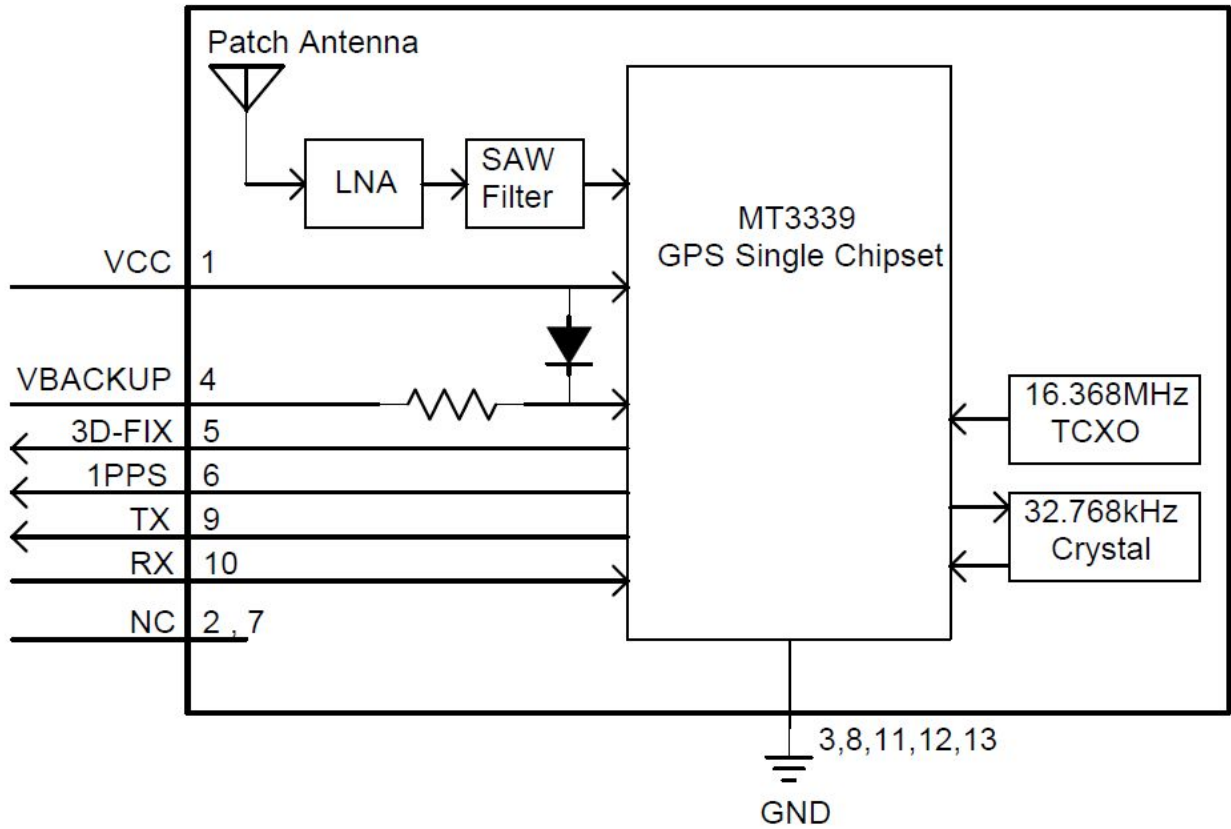 Patch Antenna
LNA
SAW
Filter
MT3339
GPS Single Chipset
VCC 1
VBACKUP 4
3D-FIX 5
1PPS 6
TX 9
RX 10
NC 2 , 7
16.368MHz
TCXO
32.768kHz
Crystal
3,8,11,12,13
GND